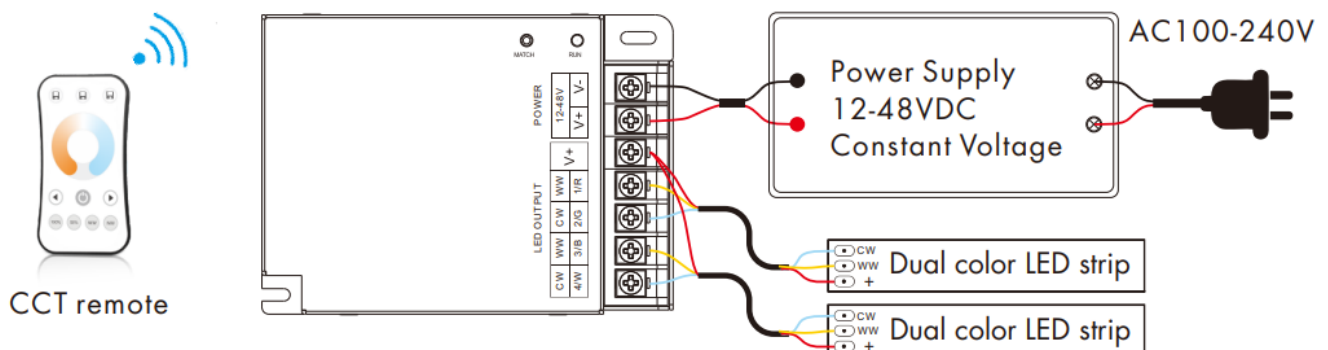 AC100-240V
MATCH
RUN
Power Supply
12-48VDC
Constant Voltage
POWER
12-48V
V-
V+
LED OUTPUT
V+
WW 1/R
CW 2/G
WW 3/B
CW 4/W
CW
WW
+
Dual color LED strip
CW
WW
+
Dual color LED strip
CCT remote